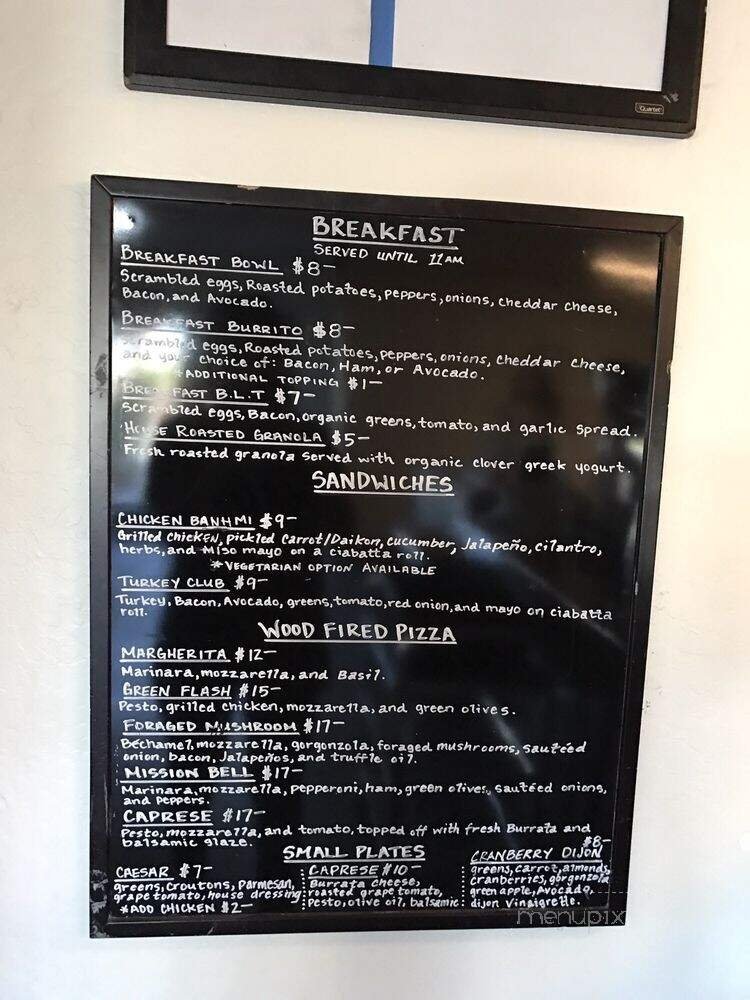 Quartet
BREAKFAST
SERVED UNTIL 11AM
BREAKFAST BOWL $8-
Scrambled eggs, Roasted potatoes, peppers, onions, cheddar cheese,
Bacon, and Avocado.
BREAKFAST BURRITO $8-
Scrambled eggs, Roasted potatoes, peppers, onions, cheddar cheese,
and your choice of: Bacon, Ham, or Avocado.
*ADDITIONAL TOPPING $1-
BREAKFAST B.L.T $7-
Scrambled eggs, Bacon, organic greens, tomato, and garlic spread.
HOUSE ROASTED GRANOLA $5-
Fresh roasted granola served with organic clover greek yogurt.
SANDWICHES
CHICKEN BANH MI $9-
Grilled chicken, pickled carrot/Daikon, cucumber, Jalapeño, cilantro,
herbs, and Miso mayo on a ciabatta roll.
*VEGETARIAN OPTION AVAILABLE
TURKEY CLUB $9-
Turkey, Bacon, Avocado, greens, tomato, red onion, and mayo on ciabatta
roll.
WOOD FIRED PIZZA
MARGHERITA $12-
Marinara, mozzarella, and Basil.
GREEN FLASH $15-
Pesto, grilled chicken, mozzarella, and green olives.
FORAGED MUSHROOM $17-
Béchamel, mozzarella, gorgonzola, foraged mushrooms, sautéed
onion, bacon, Jalapeños, and truffle oil.
MISSION BELL $17-
Marinara, mozzarella, pepperoni, ham, green olives, sautéed onions,
and peppers.
CAPRESE $17-
Pesto, mozzarella, and tomato, topped off with fresh Burrata and
balsamic glaze.
SMALL PLATES
CAESAR $7-
greens, croutons, Parmesan,
grape tomato, house dressing
*ADD CHICKEN $2-
CAPRESE $10-
Burrata cheese,
roasted grape tomato,
Pesto, olive oil, balsamic
$8-
CRANBERRY DIJON
greens, carrot, almonds,
cranberries, gorgonzola
green apple, Avocado,
dijon vinaigrette.
menupix